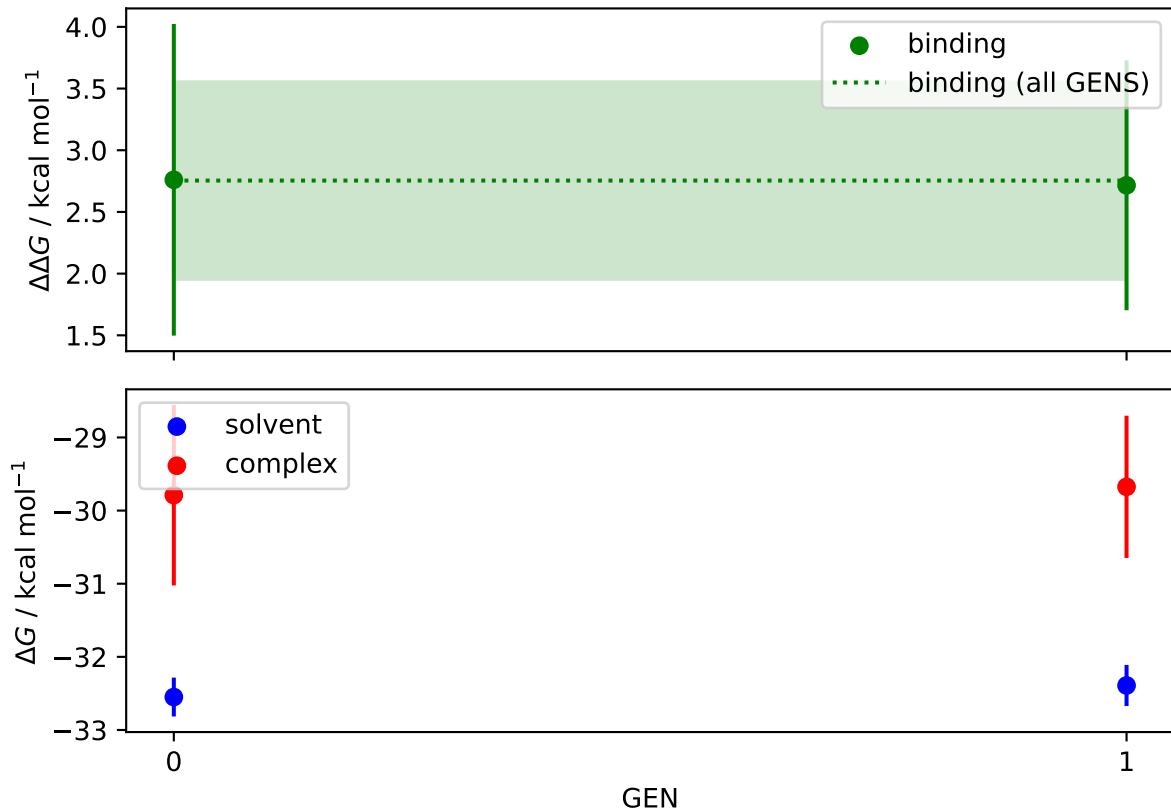 4.0
3.5
3.0
2.5
2.0
1.5
ΔΔG / kcal mol⁻¹
binding
binding (all GENS)
−29
−30
−31
−32
−33
ΔG / kcal mol⁻¹
solvent
complex
0
1
GEN